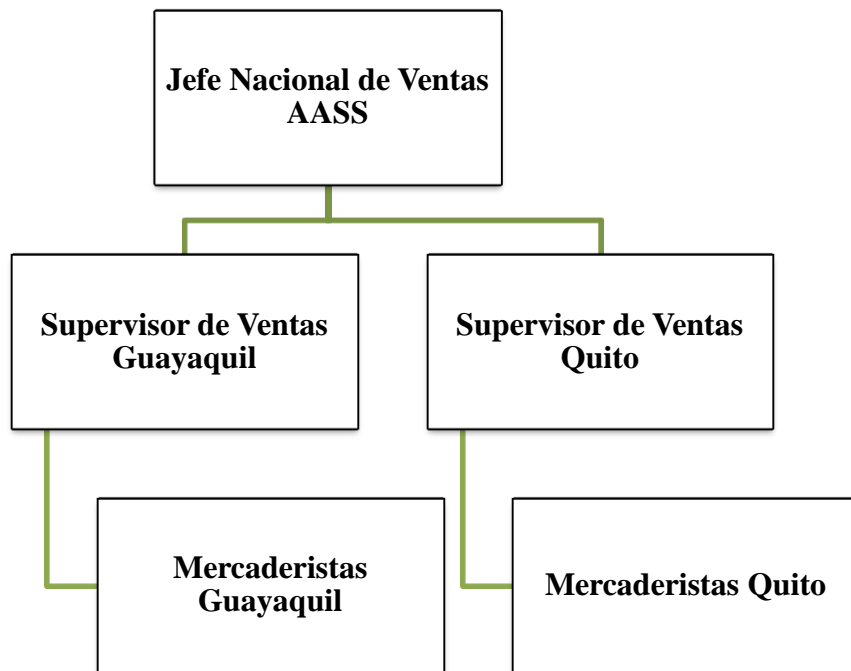 Jefe Nacional de Ventas
AASS
Supervisor de Ventas
Guayaquil
Supervisor de Ventas
Quito
Mercaderistas
Guayaquil
Mercaderistas Quito